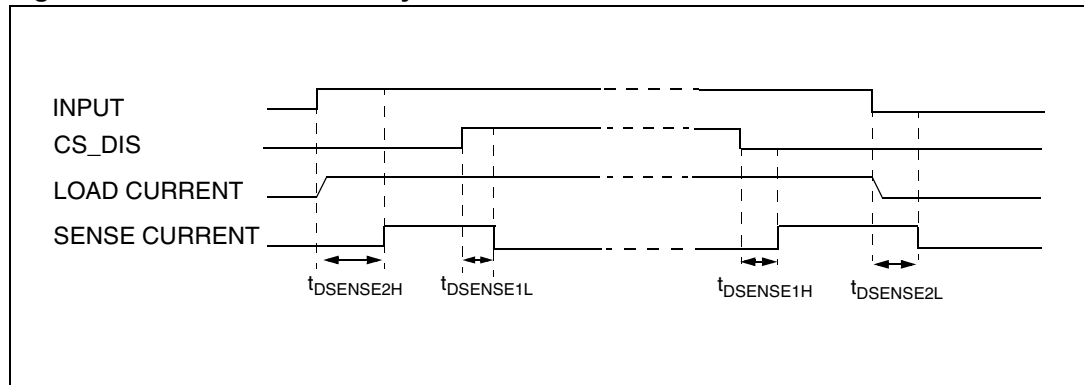 INPUT
CS_DIS
LOAD CURRENT
SENSE CURRENT
tDSENSE2H
tDSENSE1L
tDSENSE1H
tDSENSE2L